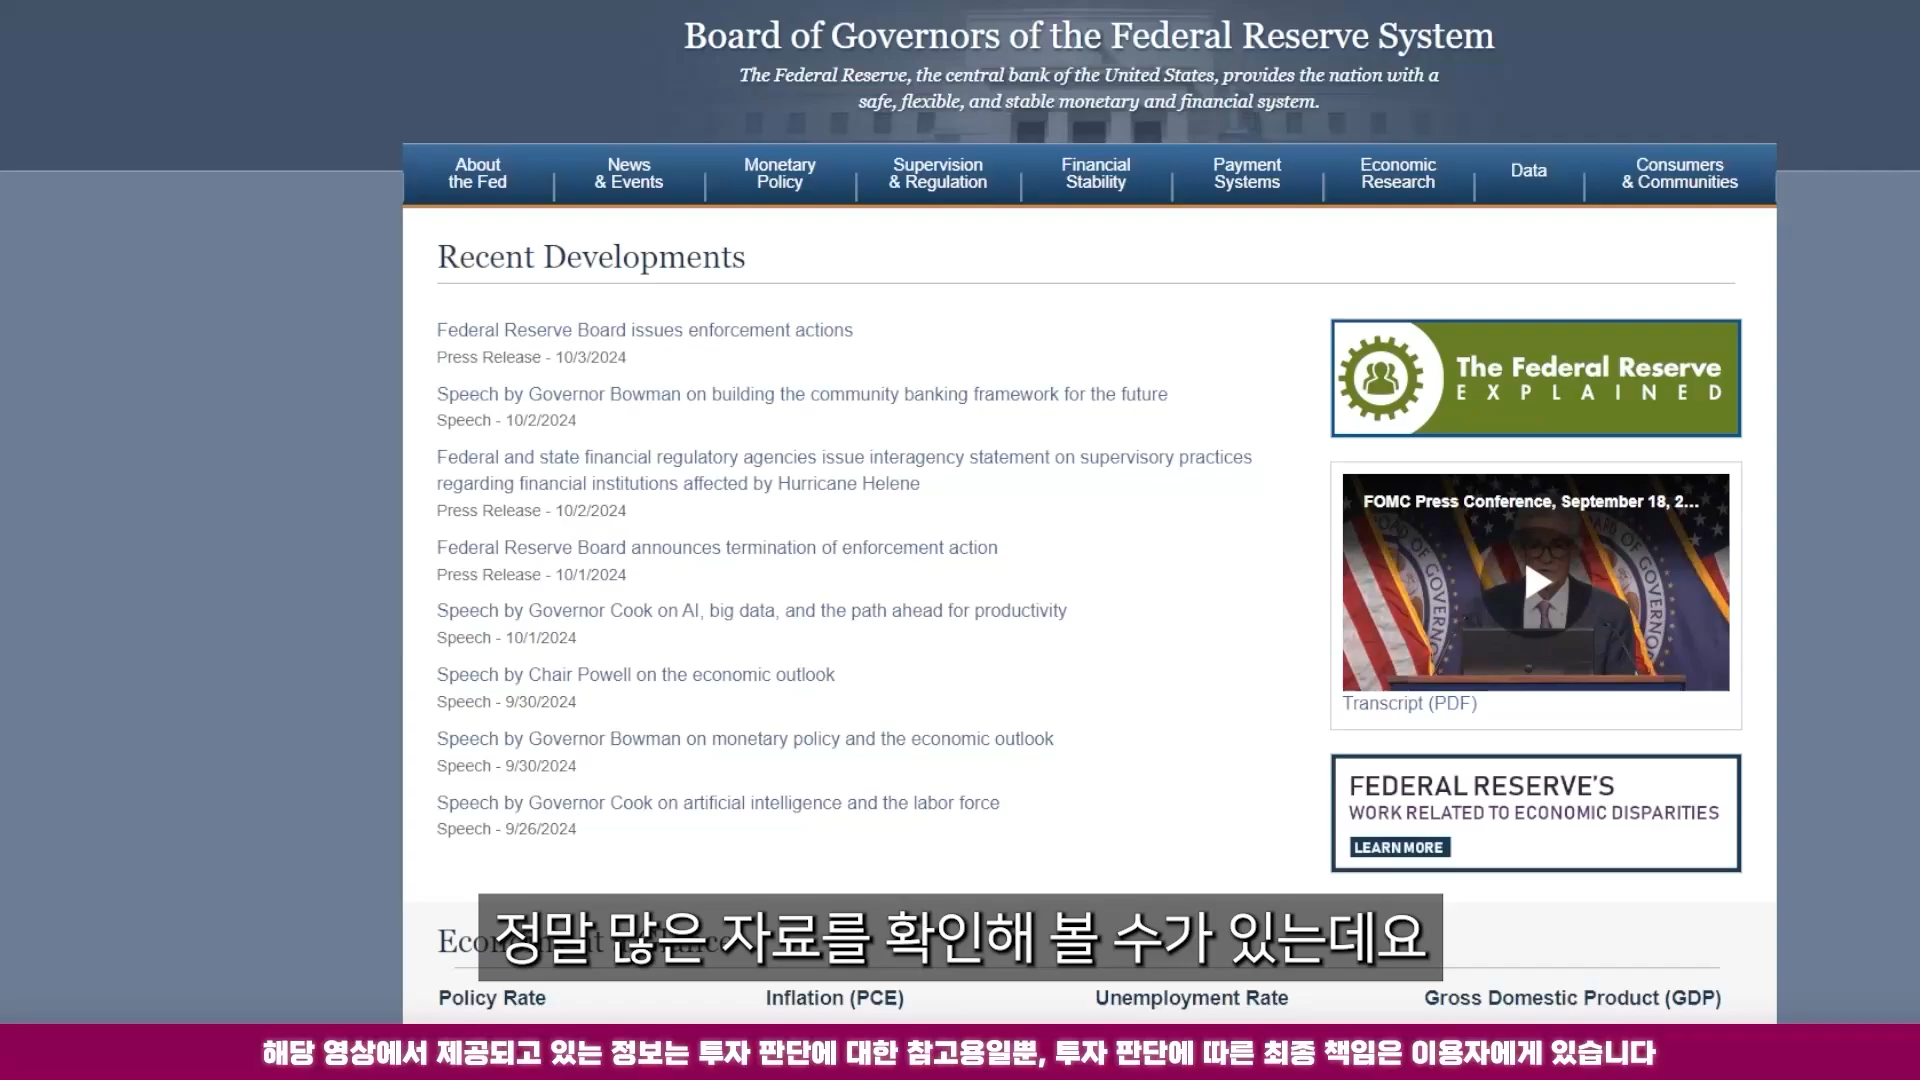 Board of Governors of the Federal Reserve System
The Federal Reserve, the central bank of the United States, provides the nation with a
safe, flexible, and stable monetary and financial system.
About
the Fed
News
& Events
Monetary
Policy
Supervision
& Regulation
Financial
Stability
Payment
Systems
Economic
Research
Data
Consumers
& Communities
Recent Developments
Federal Reserve Board issues enforcement actions
Press Release - 10/3/2024
Speech by Governor Bowman on building the community banking framework for the future
Speech - 10/2/2024
Federal and state financial regulatory agencies issue interagency statement on supervisory practices
regarding financial institutions affected by Hurricane Helene
Press Release - 10/2/2024
Federal Reserve Board announces termination of enforcement action
Press Release - 10/1/2024
Speech by Governor Cook on AI, big data, and the path ahead for productivity
Speech - 10/1/2024
Speech by Chair Powell on the economic outlook
Speech - 9/30/2024
Speech by Governor Bowman on monetary policy and the economic outlook
Speech - 9/30/2024
Speech by Governor Cook on artificial intelligence and the labor force
Speech - 9/26/2024
The Federal Reserve
EXPLAINED
FOMC Press Conference, September 18, 2...
Transcript (PDF)
FEDERAL RESERVE'S
WORK RELATED TO ECONOMIC DISPARITIES
LEARN MORE
정말 많은 자료를 확인해 볼 수가 있는데요
Policy Rate
Inflation (PCE)
Unemployment Rate
Gross Domestic Product (GDP)
해당 영상에서 제공되고 있는 정보는 투자 판단에 대한 참고용일뿐, 투자 판단에 따른 최종 책임은 이용자에게 있습니다